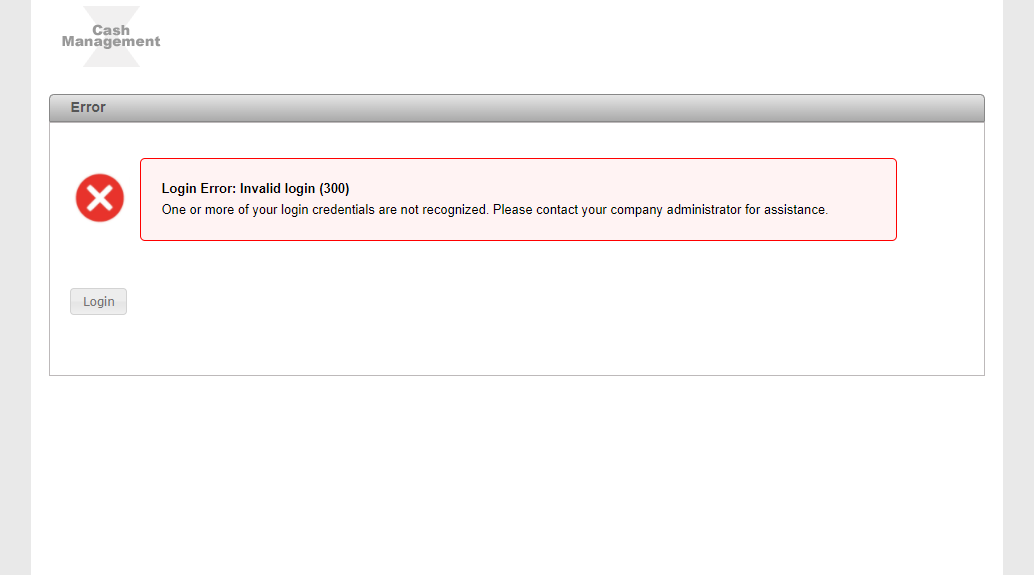 Cash
Management
Error
Login Error: Invalid login (300)
One or more of your login credentials are not recognized. Please contact your company administrator for assistance.
Login